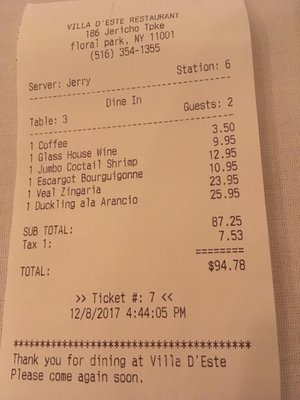 VILLA D'ESTE RESTAURANT
186 Jericho Tpke
floral park, NY 11001
(516) 354-1355
Server: Jerry Station: 6
Dine In
Table: 3 Guests: 2
1 Coffee 3.50
1 Glass House Wine 9.95
1 Jumbo Coctail Shrimp 12.95
1 Escargot Bourguigonne 10.95
1 Veal Zingaria 23.95
1 Duckling ala Arancio 25.95
SUB TOTAL: 87.25
Tax 1: 7.53
========
TOTAL: $94.78
>> Ticket #: 7 <<
12/8/2017 4:44:05 PM
****************************************
Thank you for dining at Villa D'Este
Please come again soon.